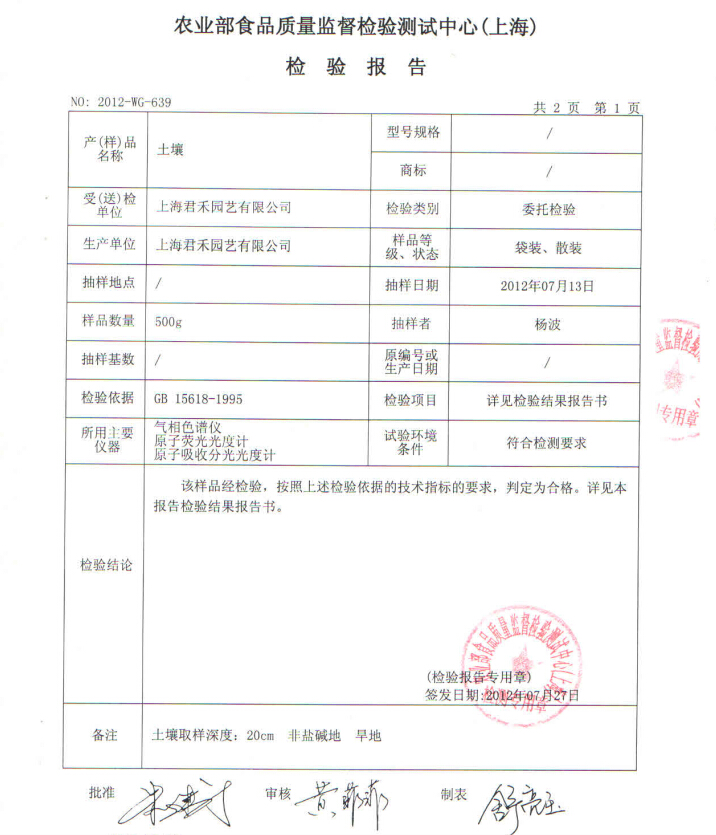 农业部食品质量监督检验测试中心(上海)
检 验 报 告
NO: 2012-WG-639
共 2 页 第 1 页
产(样)品
名称
土壤
型号规格
/
商标
/
受(送)检
单位
上海君禾园艺有限公司
检验类别
委托检验
生产单位
上海君禾园艺有限公司
样品等
级、状态
袋装、散装
抽样地点
/
抽样日期
2012年07月13日
样品数量
500g
抽样者
杨波
抽样基数
/
原编号或
生产日期
/
检验依据
GB 15618-1995
检验项目
详见检验结果报告书
所用主要
仪器
气相色谱仪
原子荧光光度计
原子吸收分光光度计
试验环境
条件
符合检测要求
检验结论
该样品经检验，按照上述检验依据的技术指标的要求，判定为合格。详见本
报告检验结果报告书。
农业部食品质量监督检验测试中心(上海)
(检验报告专用章)
签发日期:2012年07月27日
检测专用章
监督检验
专用章
备注
土壤取样深度：20cm 非盐碱地 旱地
批准
审核
黄菲菲
制表
舒亮玉